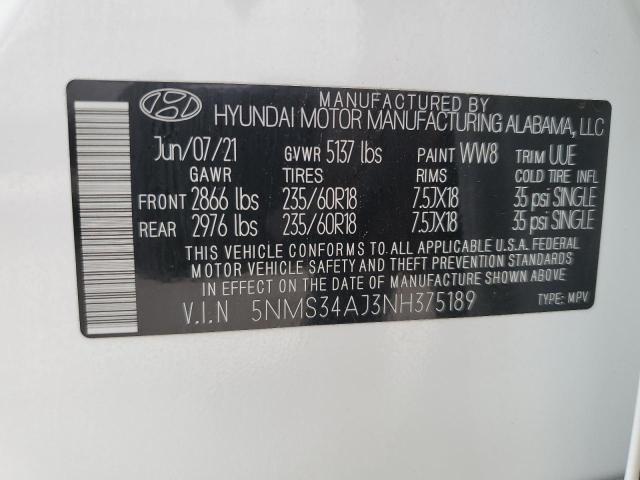 MANUFACTURED BY
HYUNDAI MOTOR MANUFACTURING ALABAMA, LLC
Jun/07/21 GVWR 5137 lbs PAINT WW8 TRIM UUE
GAWR TIRES RIMS COLD TIRE INFL
FRONT 2866 lbs 235/60R18 7.5JX18 35 psi SINGLE
REAR 2976 lbs 235/60R18 7.5JX18 35 psi SINGLE
THIS VEHICLE CONFORMS TO ALL APPLICABLE U.S.A. FEDERAL
MOTOR VEHICLE SAFETY AND THEFT PREVENTION STANDARDS
IN EFFECT ON THE DATE OF MANUFACTURE SHOWN ABOVE.
V.I.N 5NMS34AJ3NH375189 TYPE: MPV